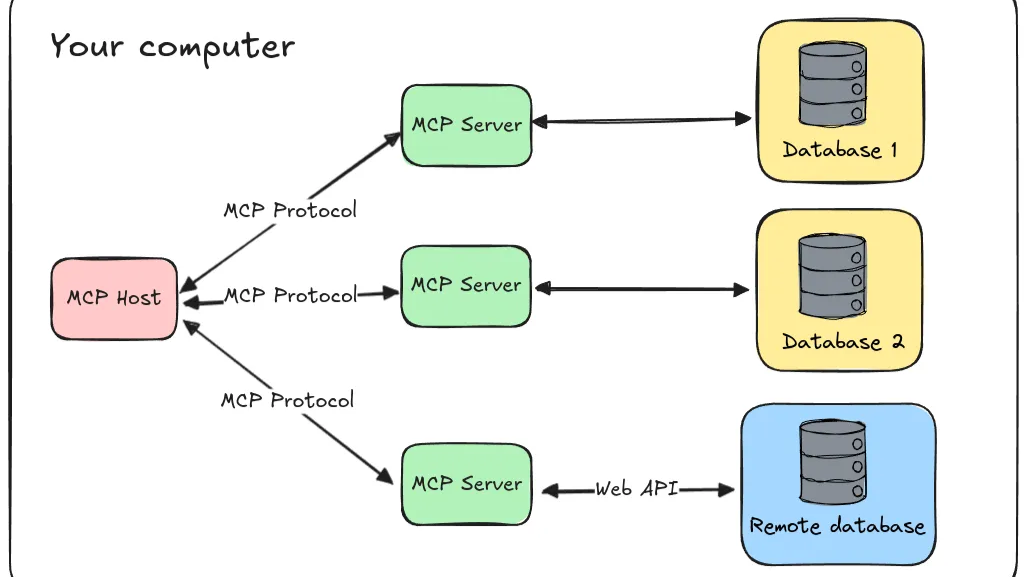 Your computer
MCP Server
Database 1
MCP Protocol
MCP Host
MCP Protocol
MCP Server
Database 2
MCP Protocol
MCP Server
Web API
Remote database